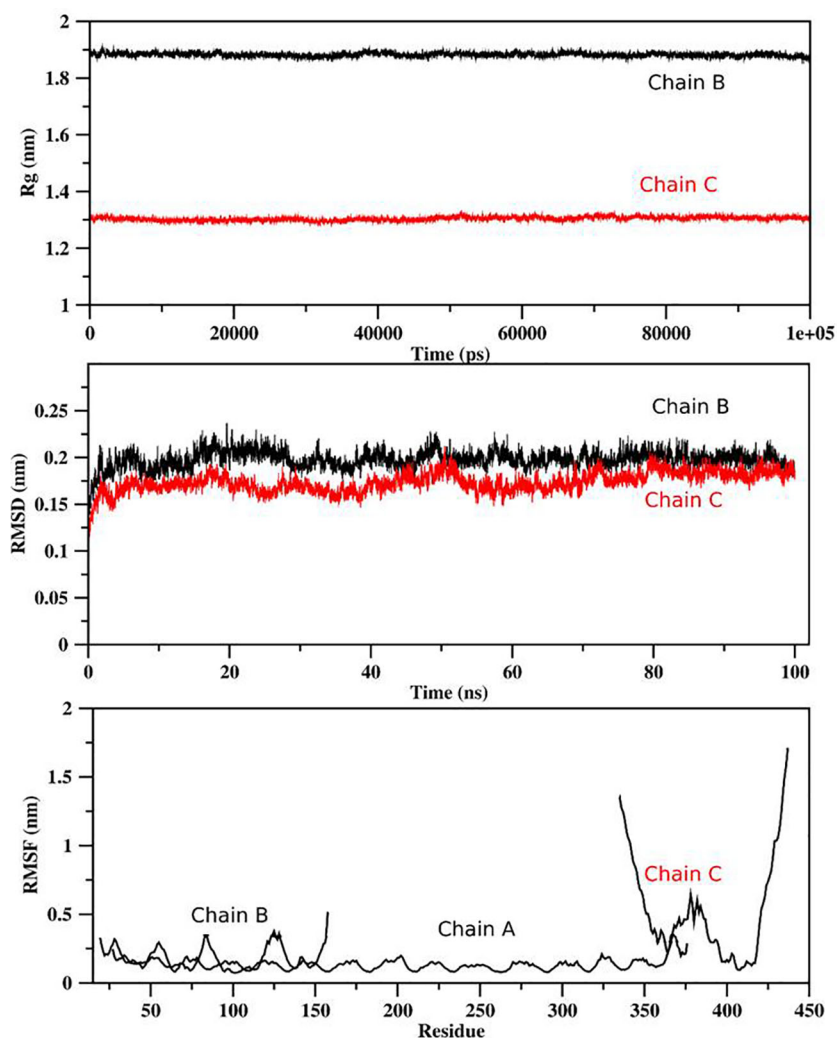 2
1.8
1.6
1.4
1.2
1
Rg (nm)
Chain B
Chain C
0 20000 40000 60000 80000 1e+05
Time (ps)
0.25
0.2
0.15
0.1
0.05
0
RMSD (nm)
Chain B
Chain C
0 20 40 60 80 100
Time (ns)
2
1.5
1
0.5
0
RMSF (nm)
Chain B
Chain A
Chain C
50 100 150 200 250 300 350 400 450
Residue